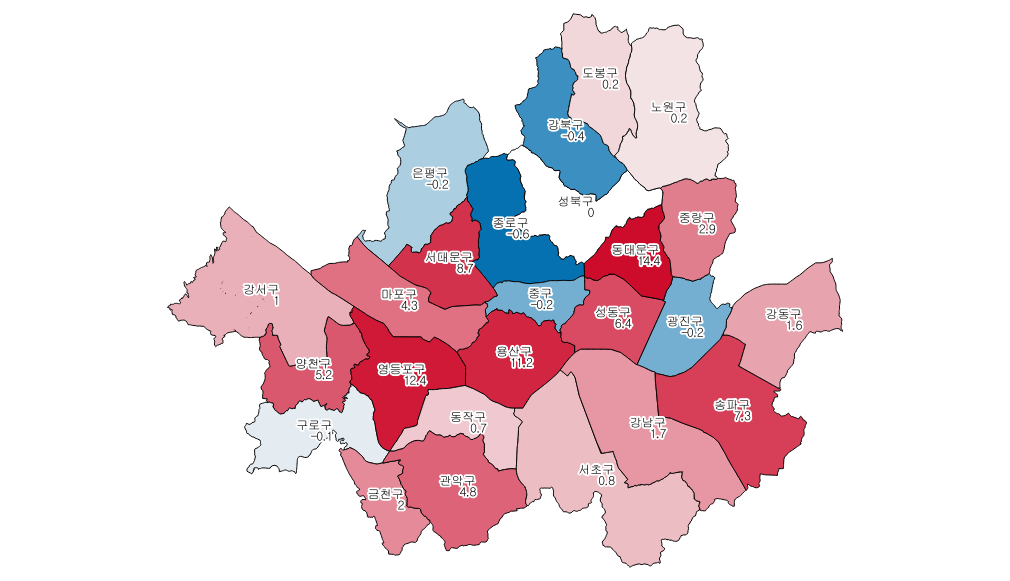 도봉구
0.2
노원구
0.2
강북구
-0.4
은평구
-0.2
성북구
0
종로구
-0.6
중랑구
2.9
동대문구
14.4
서대문구
8.7
강서구
1
마포구
4.3
중구
-0.2
성동구
6.4
광진구
-0.2
강동구
1.6
양천구
5.2
영등포구
12.4
용산구
11.2
송파구
7.3
구로구
-0.1
동작구
0.7
강남구
1.7
서초구
0.8
관악구
4.8
금천구
2